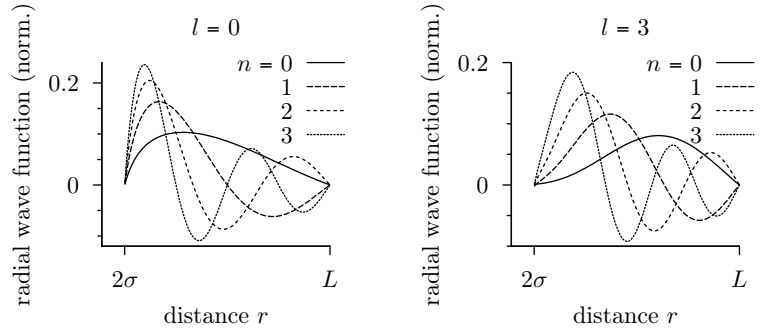 l = 0
radial wave function (norm.)
0.2
0
n = 0
1
2
3
2σ
L
distance r
l = 3
radial wave function (norm.)
0.2
0
n = 0
1
2
3
2σ
L
distance r